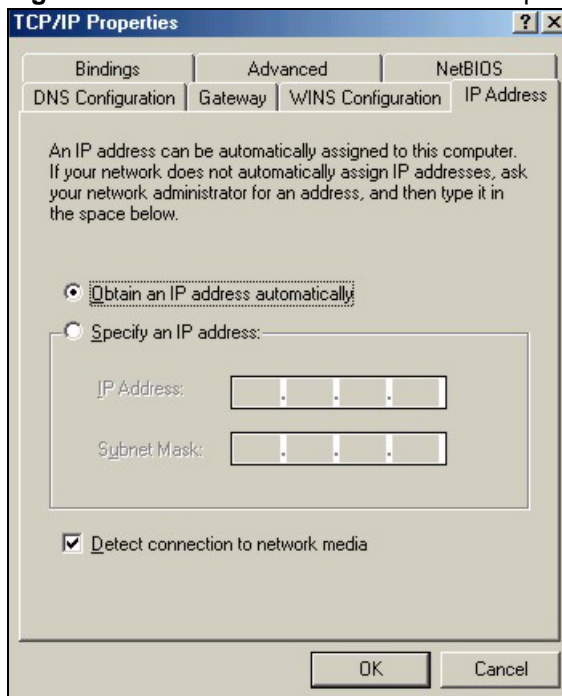 TCP/IP Properties
Bindings Advanced NetBIOS
DNS Configuration Gateway WINS Configuration IP Address
An IP address can be automatically assigned to this computer.
If your network does not automatically assign IP addresses, ask
your network administrator for an address, and then type it in
the space below.
Obtain an IP address automatically
Specify an IP address:
IP Address:
Subnet Mask:
Detect connection to network media
OK Cancel